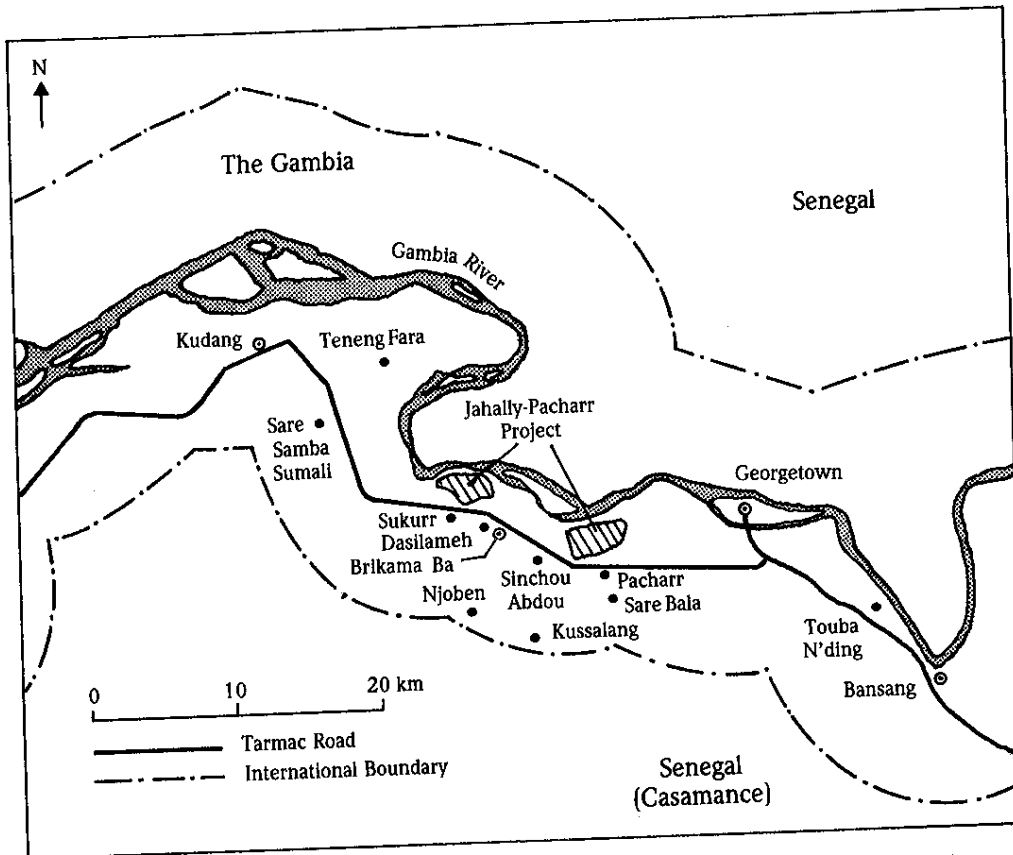 N
The Gambia
Senegal
Gambia River
Kudang
Teneng Fara
Jahally-Pacharr
Project
Sare
Samba
Sumali
Georgetown
Sukurr
Dasilameh
Brikama Ba
Sinchou
Abdou
Pacharr
Sare Bala
Njoben
Kussalang
Touba
N'ding
Bansang
0 10 20 km
Tarmac Road
International Boundary
Senegal
(Casamance)